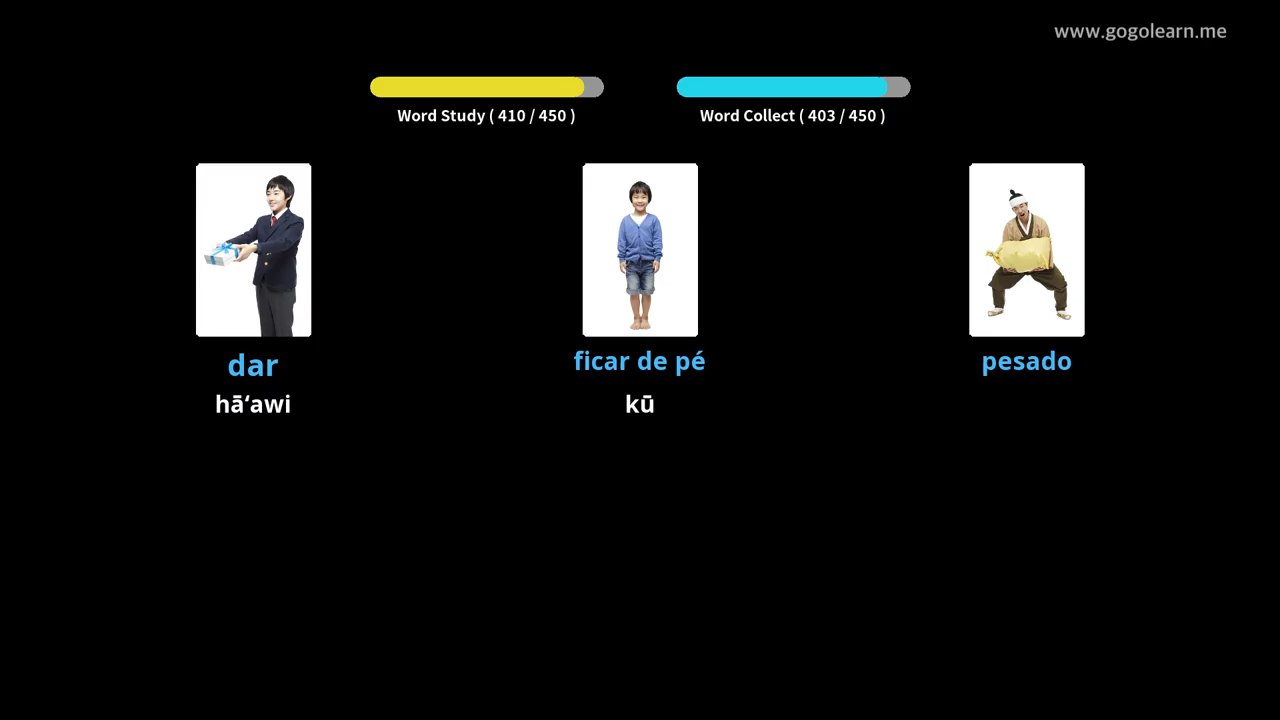 www.gogolearn.me
Word Study ( 410 / 450 )
Word Collect ( 403 / 450 )
dar
hāʻawi
ficar de pé
kū
pesado